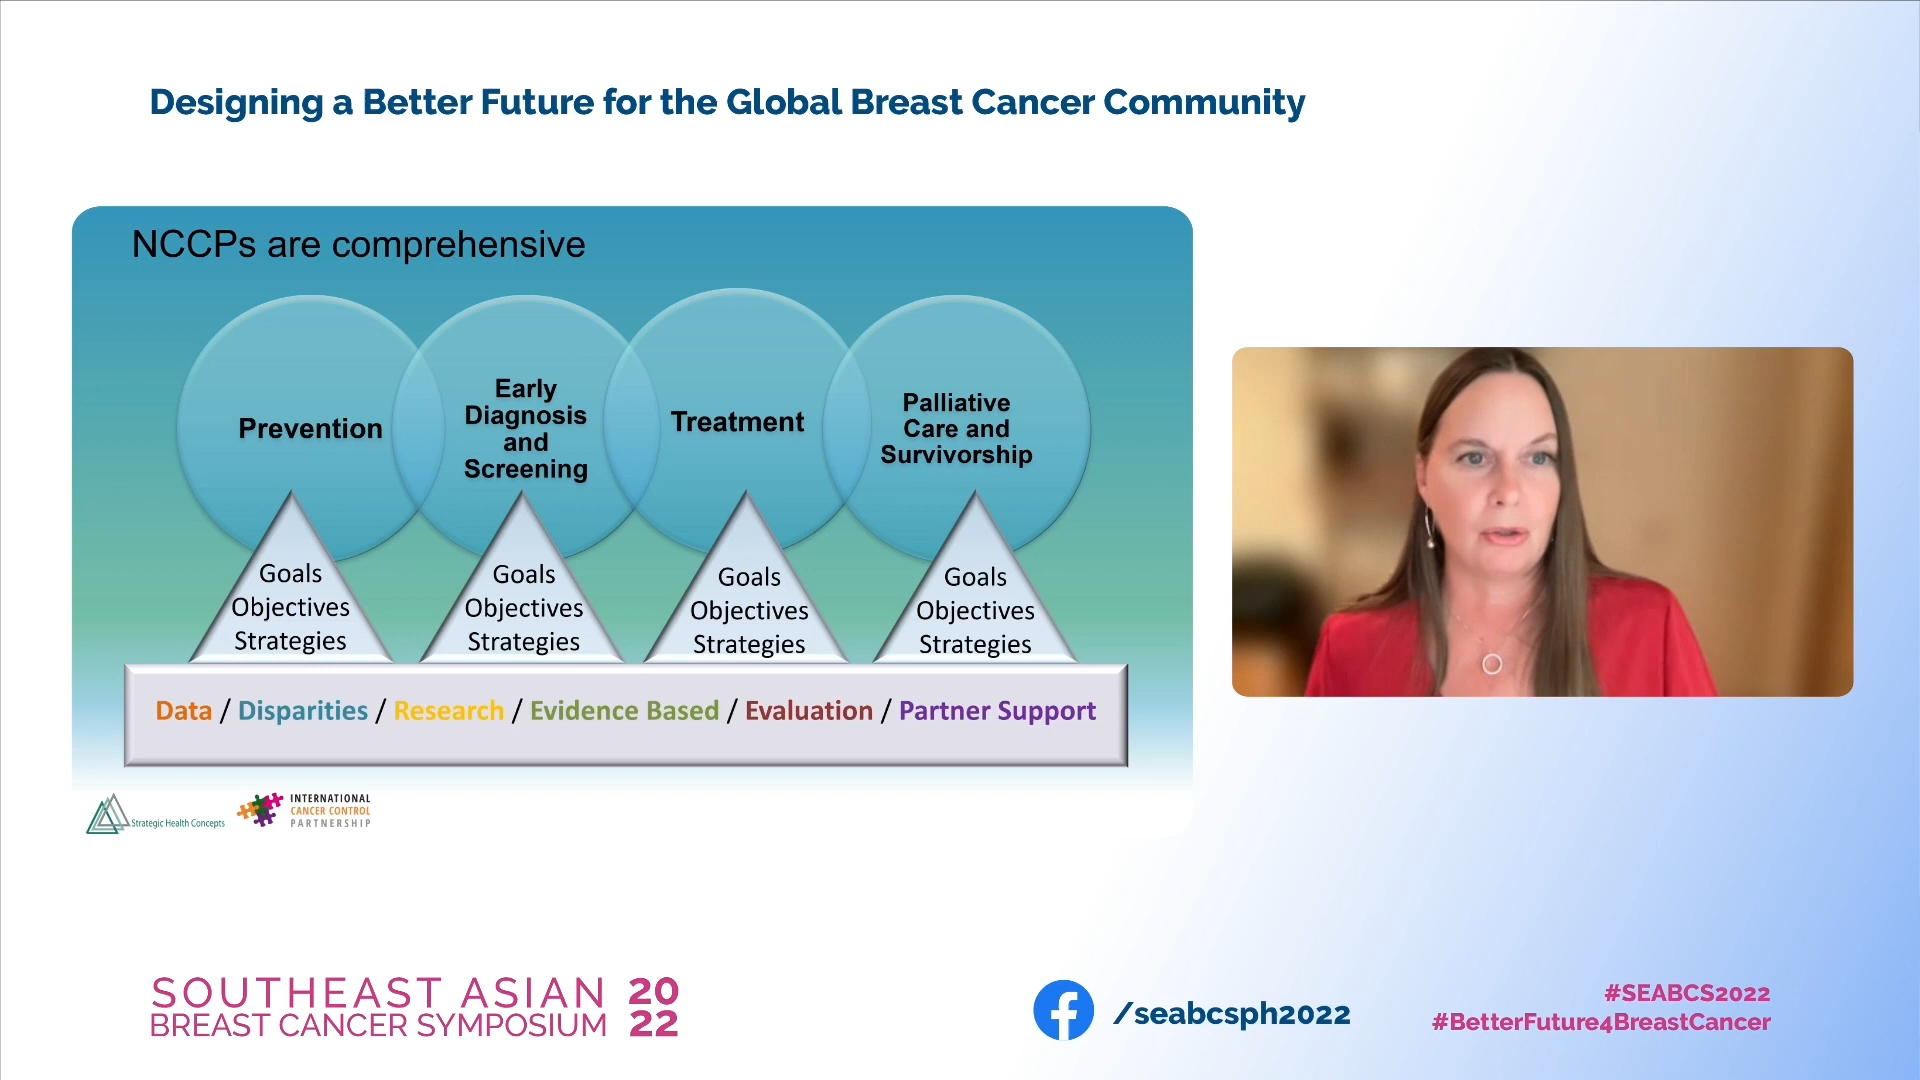 Designing a Better Future for the Global Breast Cancer Community
NCCPs are comprehensive
Prevention
Early
Diagnosis
and
Screening
Treatment
Palliative
Care and
Survivorship
Goals
Objectives
Strategies
Goals
Objectives
Strategies
Goals
Objectives
Strategies
Goals
Objectives
Strategies
Data / Disparities / Research / Evidence Based / Evaluation / Partner Support
Strategic Health Concepts
INTERNATIONAL
CANCER CONTROL
PARTNERSHIP
SOUTHEAST ASIAN
BREAST CANCER SYMPOSIUM
20
22
/seabcsph2022
#SEABCS2022
#BetterFuture4BreastCancer